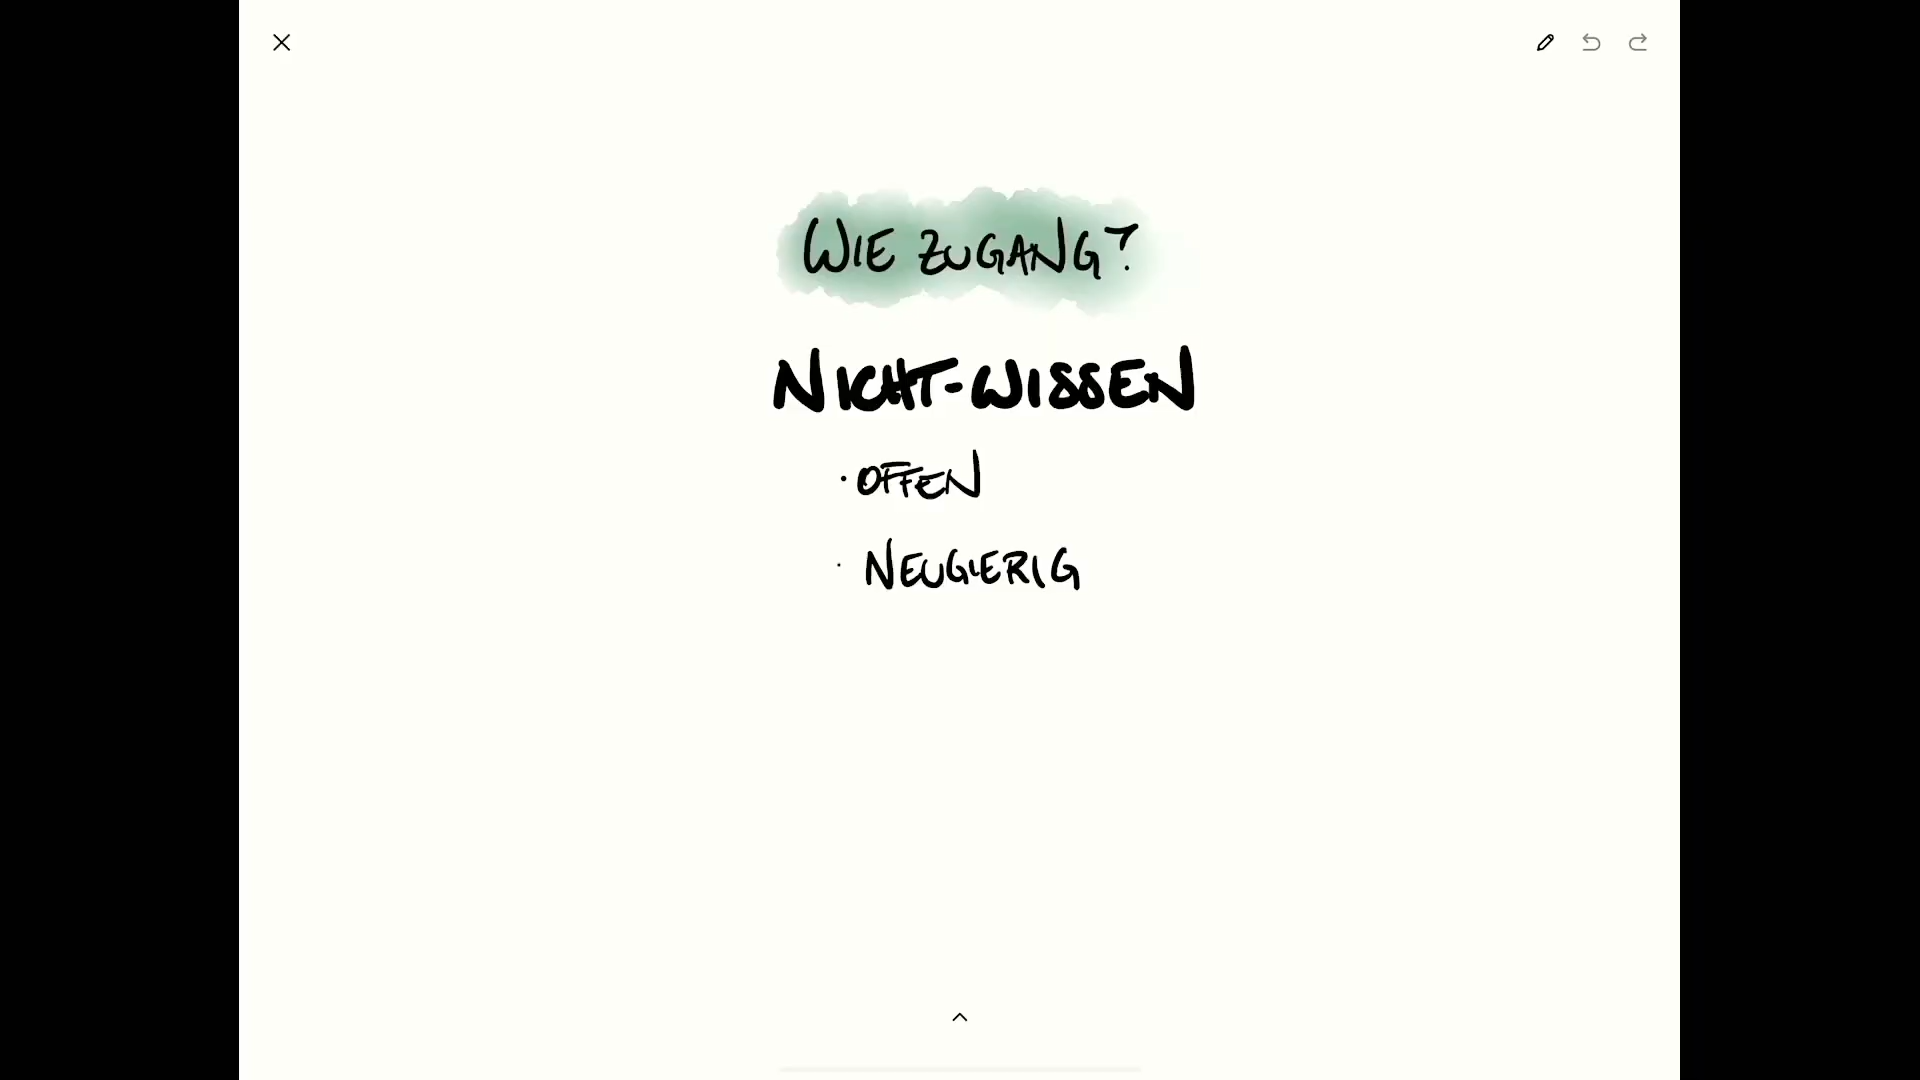 WIE ZUGANG?
NICHT-WISSEN
· OFFEN
· NEUGIERIG